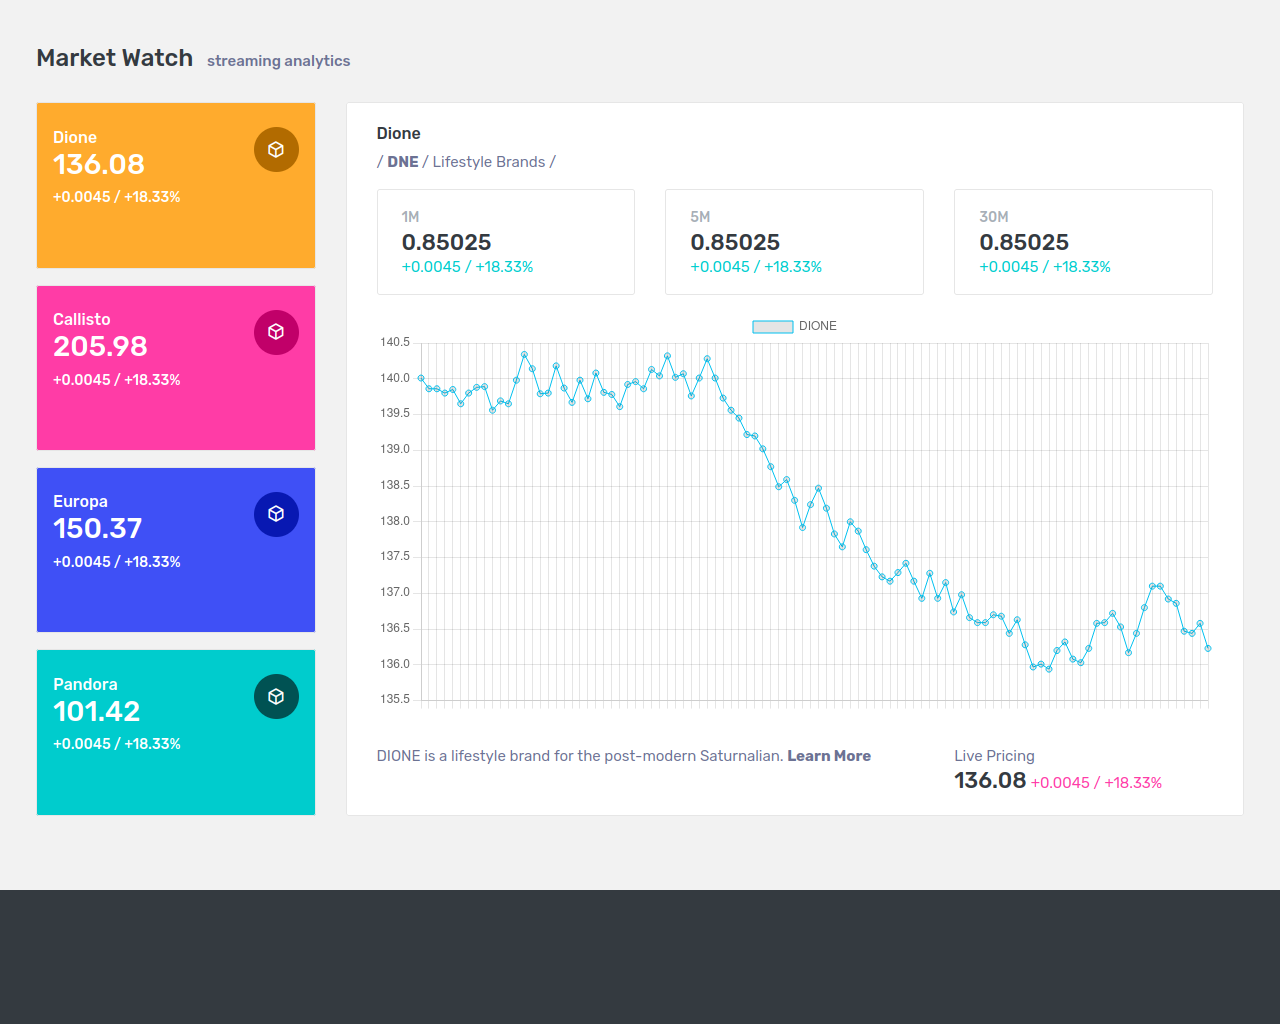 Market Watch streaming analytics
Dione
136.08
+0.0045 / +18.33%
Callisto
205.98
+0.0045 / +18.33%
Europa
150.37
+0.0045 / +18.33%
Pandora
101.42
+0.0045 / +18.33%
Dione
/ DNE / Lifestyle Brands /
1M
0.85025
+0.0045 / +18.33%
5M
0.85025
+0.0045 / +18.33%
30M
0.85025
+0.0045 / +18.33%
DIONE
140.5
140.0
139.5
139.0
138.5
138.0
137.5
137.0
136.5
136.0
135.5
DIONE is a lifestyle brand for the post-modern Saturnalian. Learn More
Live Pricing
136.08 +0.0045 / +18.33%